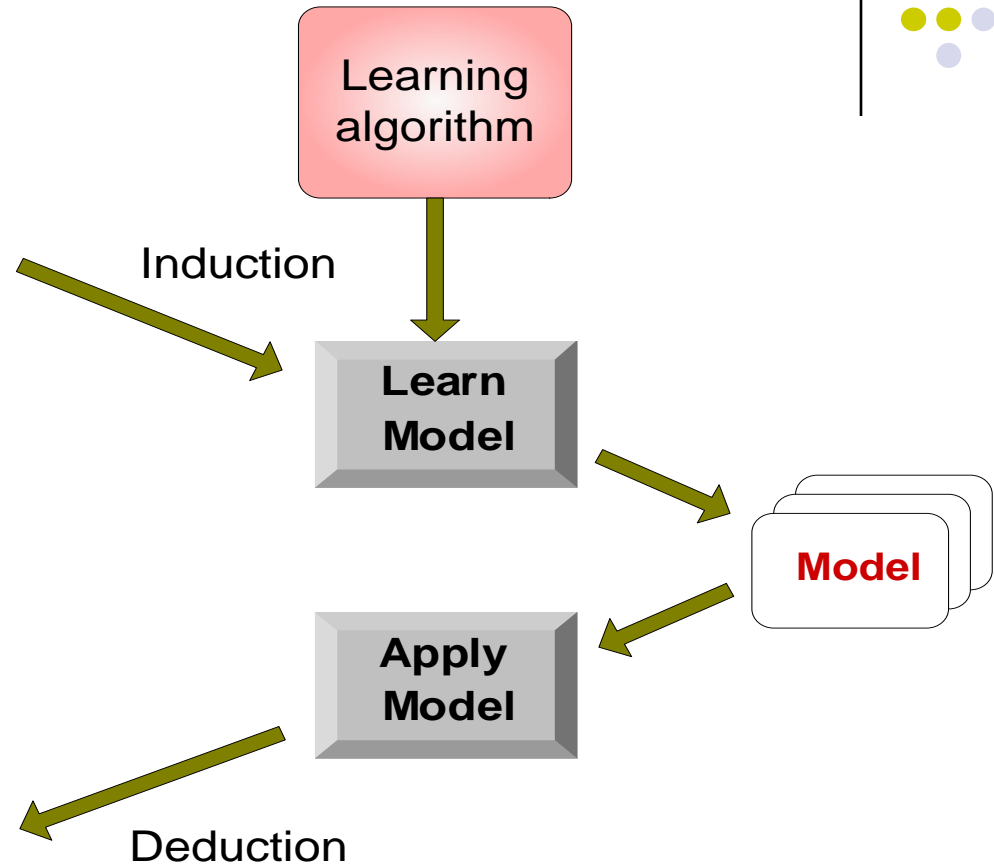 Learning
algorithm
Induction
Learn
Model
Model
Apply
Model
Deduction